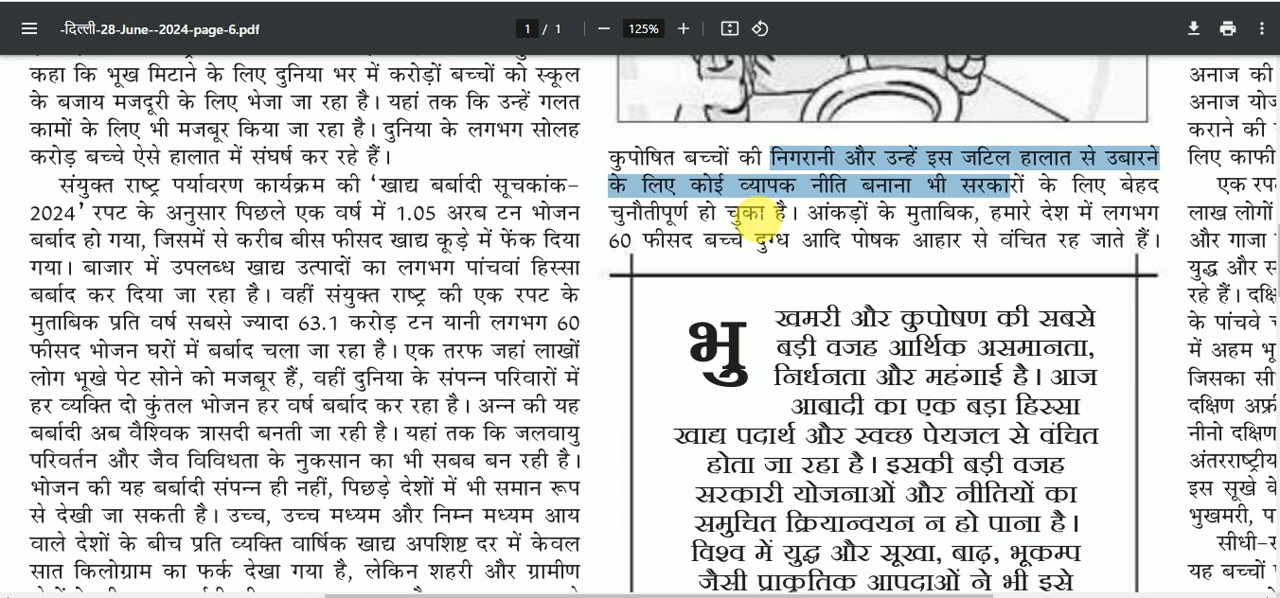 -दिल्ली-28-June--2024-page-6.pdf
1 / 1
125%
कहा कि भूख मिटाने के लिए दुनिया भर में करोड़ों बच्चों को स्कूल
के बजाय मजदूरी के लिए भेजा जा रहा है। यहां तक कि उन्हें गलत
कामों के लिए भी मजबूर किया जा रहा है। दुनिया के लगभग सोलह
करोड़ बच्चे ऐसे हालात में संघर्ष कर रहे हैं।
संयुक्त राष्ट्र पर्यावरण कार्यक्रम की ‘खाद्य बर्बादी सूचकांक-
2024’ रपट के अनुसार पिछले एक वर्ष में 1.05 अरब टन भोजन
बर्बाद हो गया, जिसमें से करीब बीस फीसद खाद्य कूड़े में फेंक दिया
गया। बाजार में उपलब्ध खाद्य उत्पादों का लगभग पांचवां हिस्सा
बर्बाद कर दिया जा रहा है। वहीं संयुक्त राष्ट्र की एक रपट के
मुताबिक प्रति वर्ष सबसे ज्यादा 63.1 करोड़ टन यानी लगभग 60
फीसद भोजन घरों में बर्बाद चला जा रहा है। एक तरफ जहां लाखों
लोग भूखे पेट सोने को मजबूर हैं, वहीं दुनिया के संपन्न परिवारों में
हर व्यक्ति दो कुंतल भोजन हर वर्ष बर्बाद कर रहा है। अन्न की यह
बर्बादी अब वैश्विक त्रासदी बनती जा रही है। यहां तक कि जलवायु
परिवर्तन और जैव विविधता के नुकसान का भी सबब बन रही है।
भोजन की यह बर्बादी संपन्न ही नहीं, पिछड़े देशों में भी समान रूप
से देखी जा सकती है। उच्च, उच्च मध्यम और निम्न मध्यम आय
वाले देशों के बीच प्रति व्यक्ति वार्षिक खाद्य अपशिष्ट दर में केवल
सात किलोग्राम का फर्क देखा गया है, लेकिन शहरी और ग्रामीण
कुपोषित बच्चों की निगरानी और उन्हें इस जटिल हालात से उबारने
के लिए कोई व्यापक नीति बनाना भी सरकारों के लिए बेहद
चुनौतीपूर्ण हो चुका है। आंकड़ों के मुताबिक, हमारे देश में लगभग
60 फीसद बच्चे दुग्ध आदि पोषक आहार से वंचित रह जाते हैं।
भुखमरी और कुपोषण की सबसे
बड़ी वजह आर्थिक असमानता,
निर्धनता और महंगाई है। आज
आबादी का एक बड़ा हिस्सा
खाद्य पदार्थ और स्वच्छ पेयजल से वंचित
होता जा रहा है। इसकी बड़ी वजह
सरकारी योजनाओं और नीतियों का
समुचित क्रियान्वयन न हो पाना है।
विश्व में युद्ध और सूखा, बाढ़, भूकम्प
जैसी प्राकृतिक आपदाओं ने भी इसे
अनाज की
अनाज योज
कराने की
लिए काफी
एक रप
लाख लोगों
और गाजा
युद्ध और स
रहे हैं। दक्षि
के पांचवे
में अहम भू
जिसका सी
दक्षिण अफ्र
नीनो दक्षिण
अंतरराष्ट्रीय
इस सूखे के
भुखमरी, प
सीधी-स
यह बच्चों